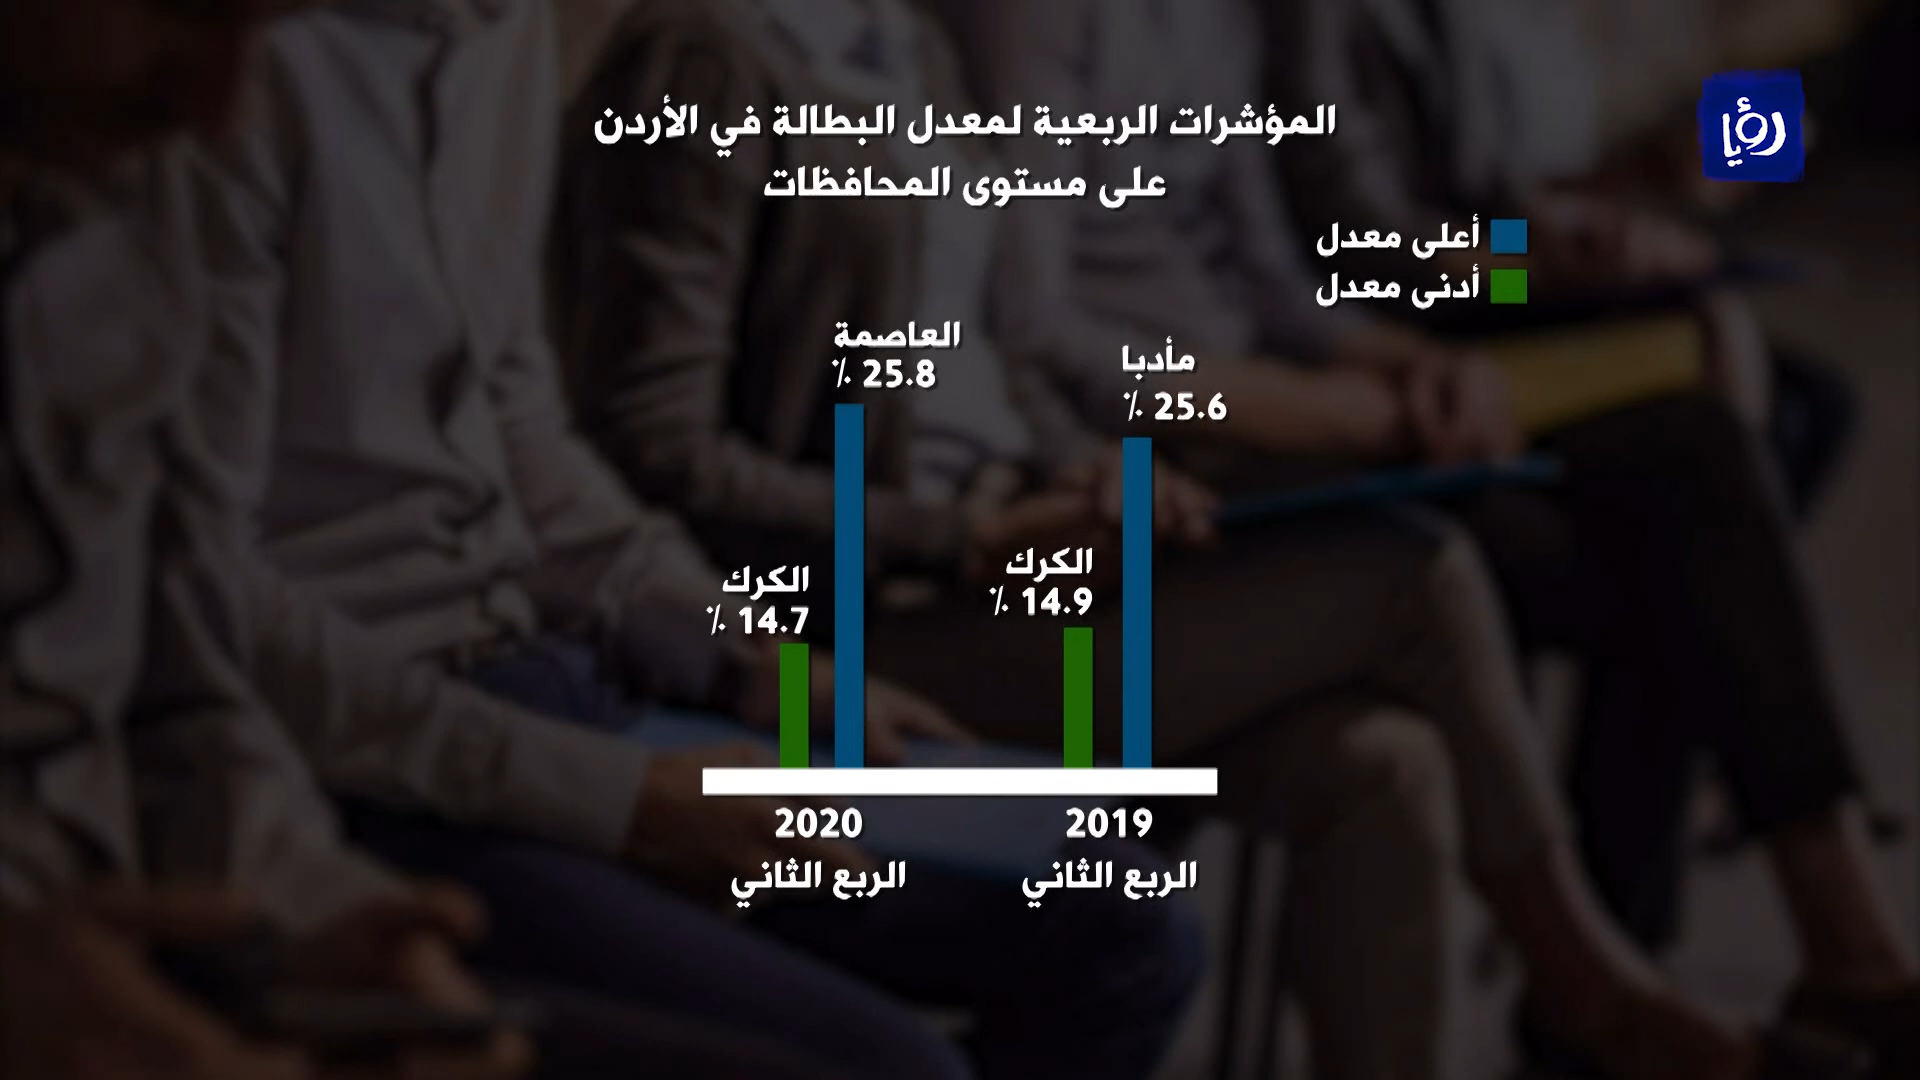 المؤشرات الربعية لمعدل البطالة في الأردن
على مستوى المحافظات
رؤيا
أعلى معدل
أدنى معدل
مأدبا
25.6 ٪
الكرك
14.9 ٪
العاصمة
25.8 ٪
الكرك
14.7 ٪
2019
الربع الثاني
2020
الربع الثاني